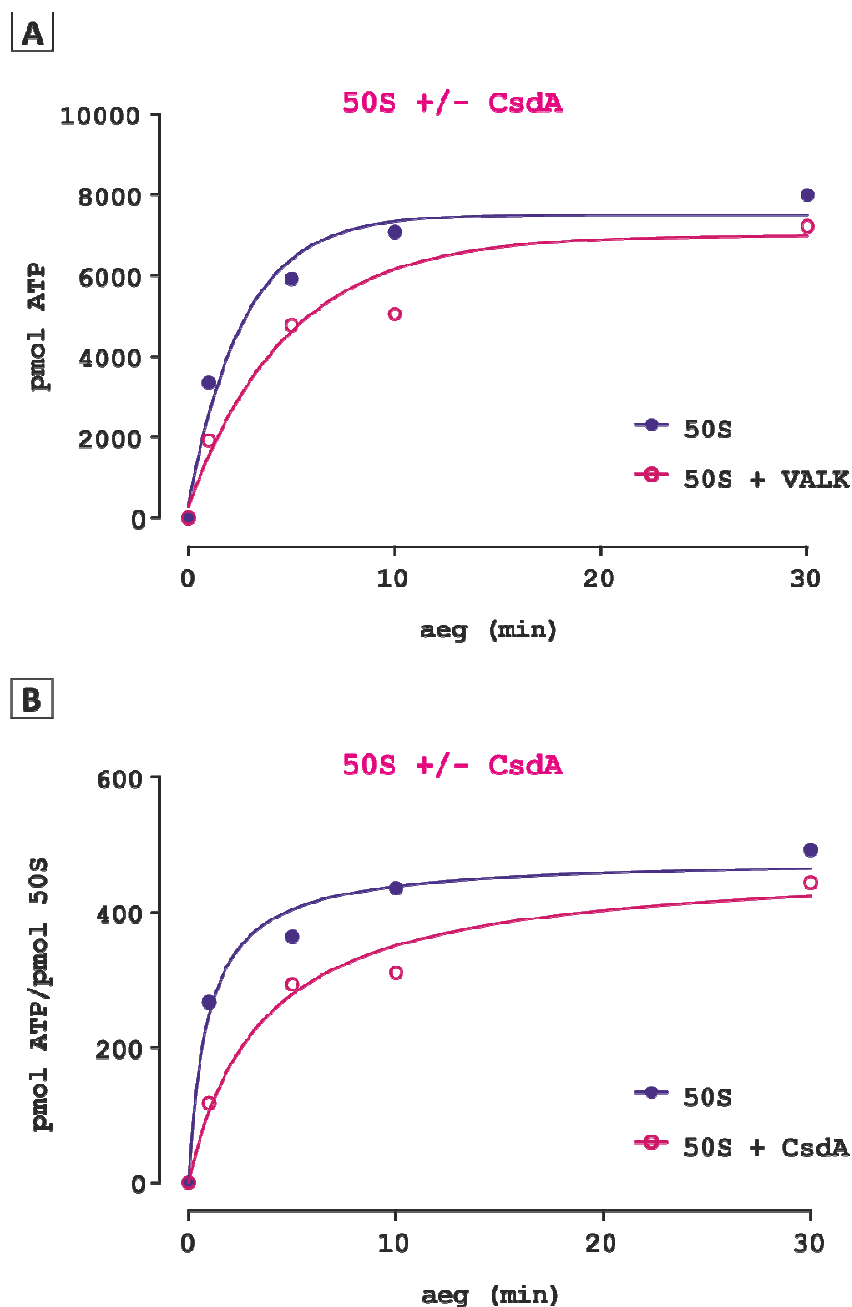 A
50S +/- CsdA
10000
8000
6000
4000
2000
0
pmol ATP
50S
50S + VALK
0 10 20 30
aeg (min)
B
50S +/- CsdA
600
400
200
0
pmol ATP/pmol 50S
50S
50S + CsdA
0 10 20 30
aeg (min)